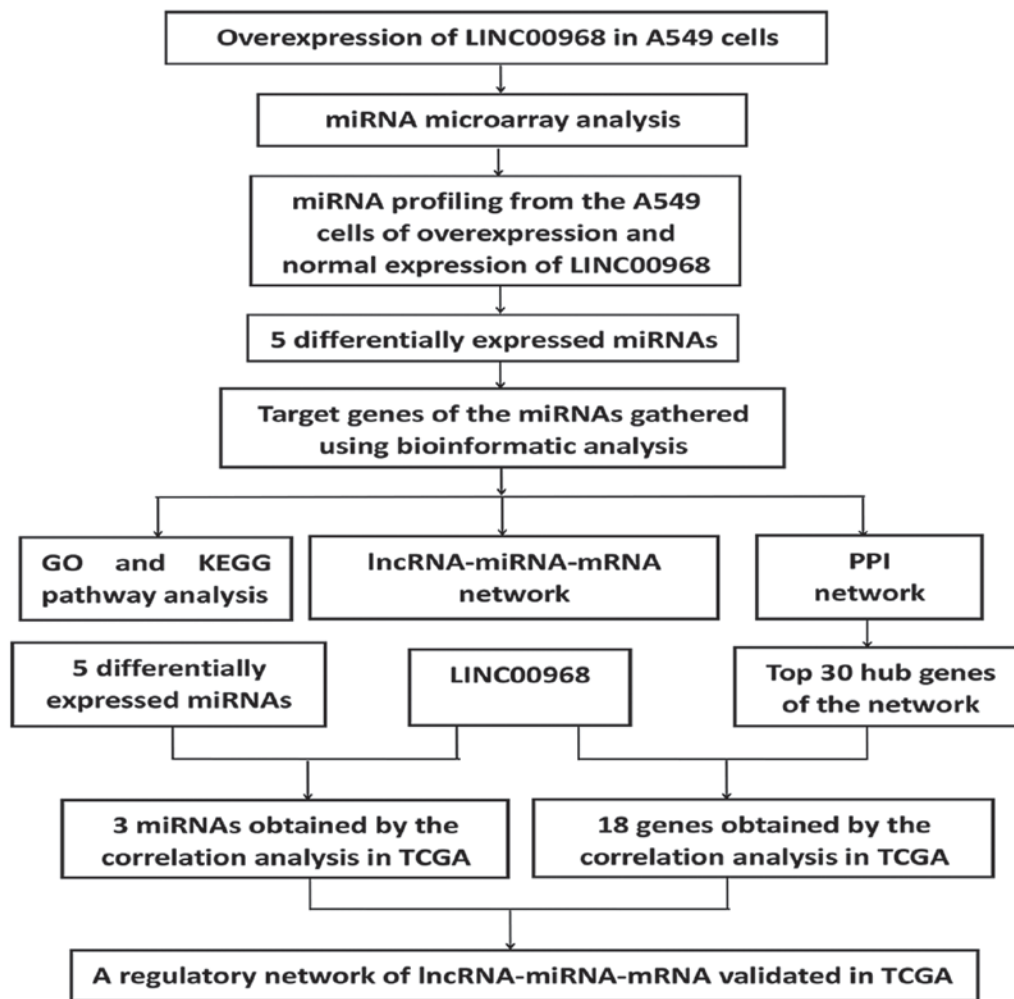 Overexpression of LINC00968 in A549 cells
miRNA microarray analysis
miRNA profiling from the A549
cells of overexpression and
normal expression of LINC00968
5 differentially expressed miRNAs
Target genes of the miRNAs gathered
using bioinformatic analysis
GO and KEGG
pathway analysis
lncRNA-miRNA-mRNA
network
PPI
network
5 differentially
expressed miRNAs
LINC00968
Top 30 hub genes
of the network
3 miRNAs obtained by the
correlation analysis in TCGA
18 genes obtained by the
correlation analysis in TCGA
A regulatory network of lncRNA-miRNA-mRNA validated in TCGA